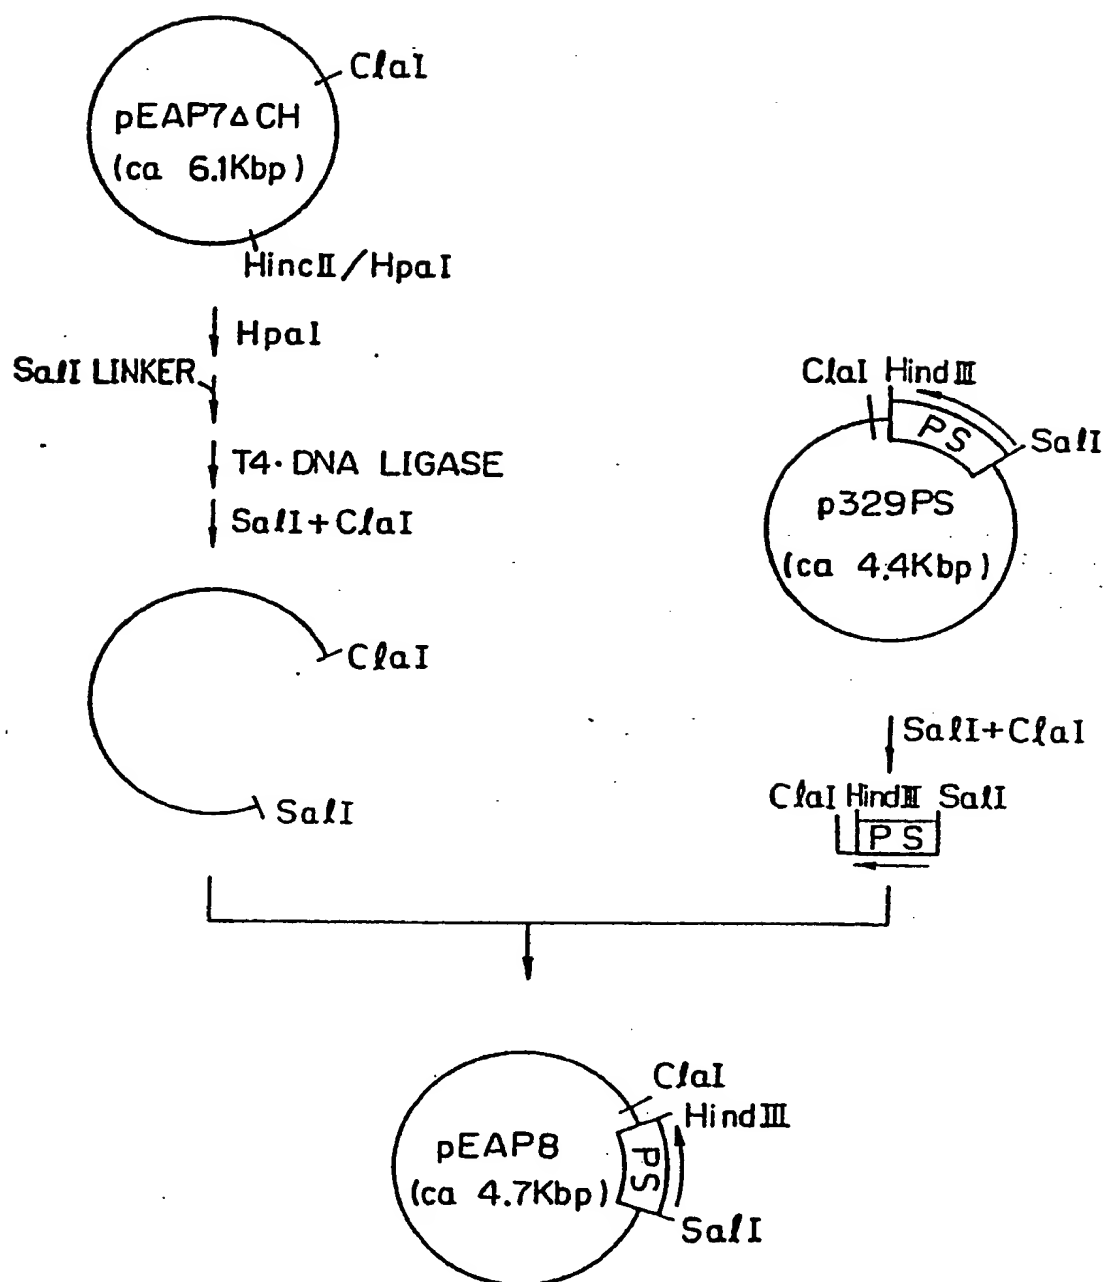 ClaI
pEAP7ΔCH
(ca 6.1Kbp)
HincII/HpaI
HpaI
SalI LINKER
T4·DNA LIGASE
SalI+ClaI
ClaI
SalI
ClaI HindIII
PS
SalI
p329PS
(ca 4.4Kbp)
SalI+ClaI
ClaI HindIII SalI
PS
ClaI
HindIII
pEAP8
(ca 4.7Kbp)
PS
SalI